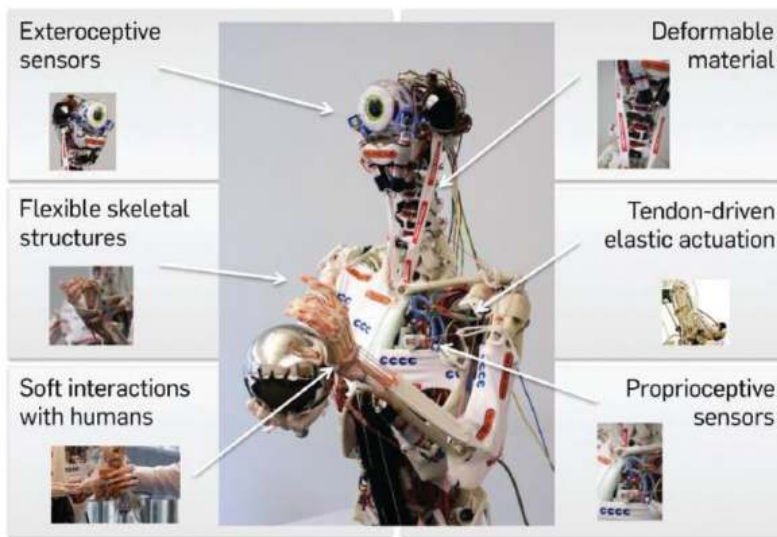 Exteroceptive
sensors
Deformable
material
Flexible skeletal
structures
Tendon-driven
elastic actuation
Soft interactions
with humans
Proprioceptive
sensors